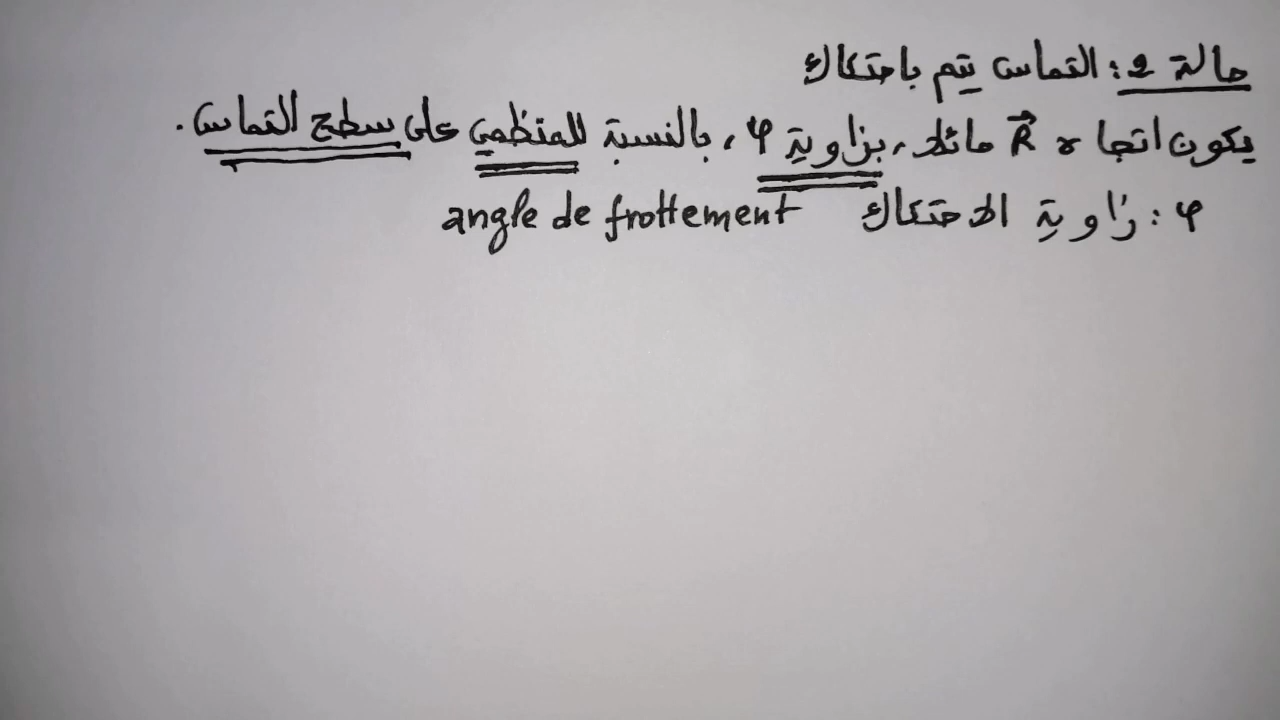 حالة 2: التماس يتم باحتكاك
يكون اتجاه R⃗ مائلا، بزاوية φ، بالنسبة للمنظمي على سطح التماس.
φ: زاوية الاحتكاك angle de frottement